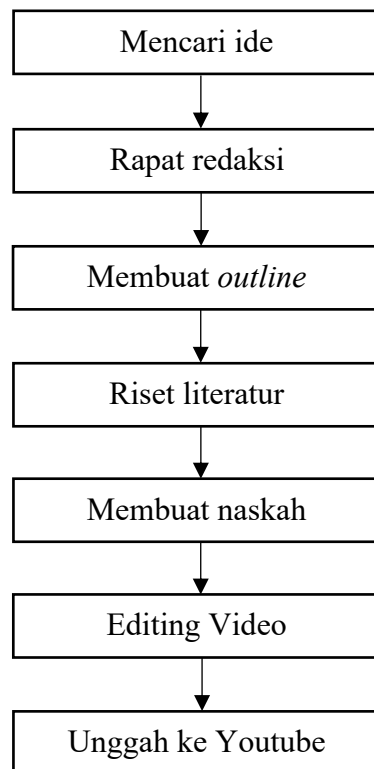 Mencari ide
Rapat redaksi
Membuat outline
Riset literatur
Membuat naskah
Editing Video
Unggah ke Youtube